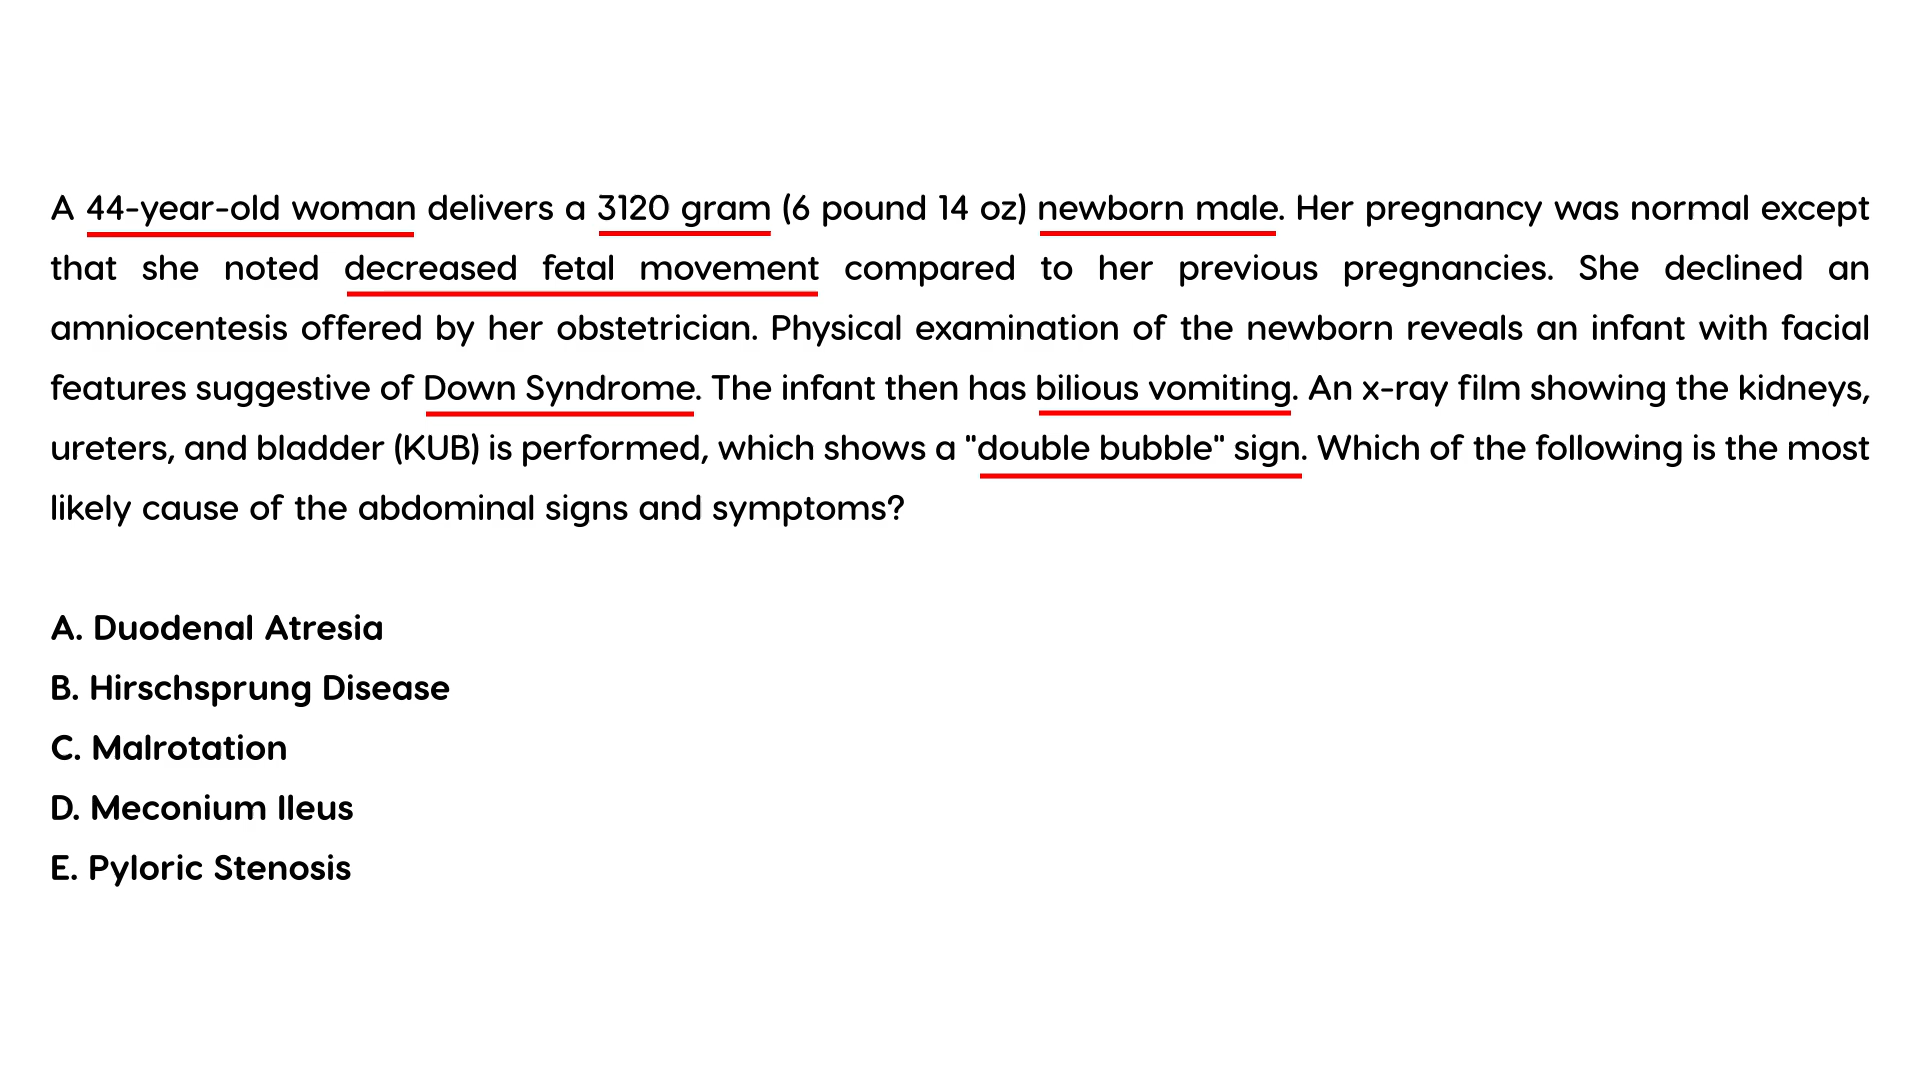 A 44-year-old woman delivers a 3120 gram (6 pound 14 oz) newborn male. Her pregnancy was normal except
that she noted decreased fetal movement compared to her previous pregnancies. She declined an
amniocentesis offered by her obstetrician. Physical examination of the newborn reveals an infant with facial
features suggestive of Down Syndrome. The infant then has bilious vomiting. An x-ray film showing the kidneys,
ureters, and bladder (KUB) is performed, which shows a "double bubble" sign. Which of the following is the most
likely cause of the abdominal signs and symptoms?
A. Duodenal Atresia
B. Hirschsprung Disease
C. Malrotation
D. Meconium Ileus
E. Pyloric Stenosis